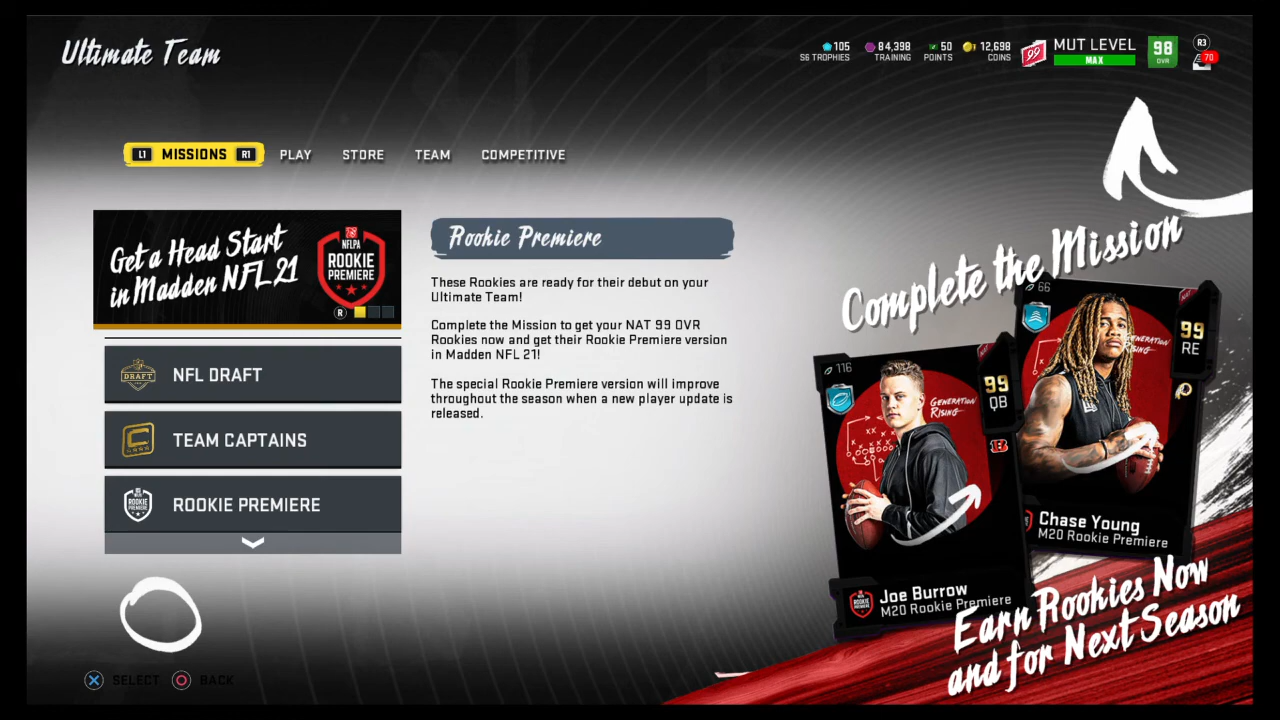 Ultimate Team
105
S6 TROPHIES
84,398
TRAINING
50
POINTS
12,698
COINS
99
MUT LEVEL
MAX
98
OVR
R3
70
L1 MISSIONS R1 PLAY STORE TEAM COMPETITIVE
Get a Head Start
in Madden NFL 21
NFLPA
ROOKIE
PREMIERE
R
NFL DRAFT
TEAM CAPTAINS
ROOKIE PREMIERE
Rookie Premiere
These Rookies are ready for their debut on your
Ultimate Team!
Complete the Mission to get your NAT 99 OVR
Rookies now and get their Rookie Premiere version
in Madden NFL 21!
The special Rookie Premiere version will improve
throughout the season when a new player update is
released.
Complete the Mission
116
NAT
99
QB
GENERATION
RISING
Joe Burrow
M20 Rookie Premiere
66
NAT
99
RE
GENERATION
RISING
Chase Young
M20 Rookie Premiere
Earn Rookies Now
and for Next Season
SELECT BACK